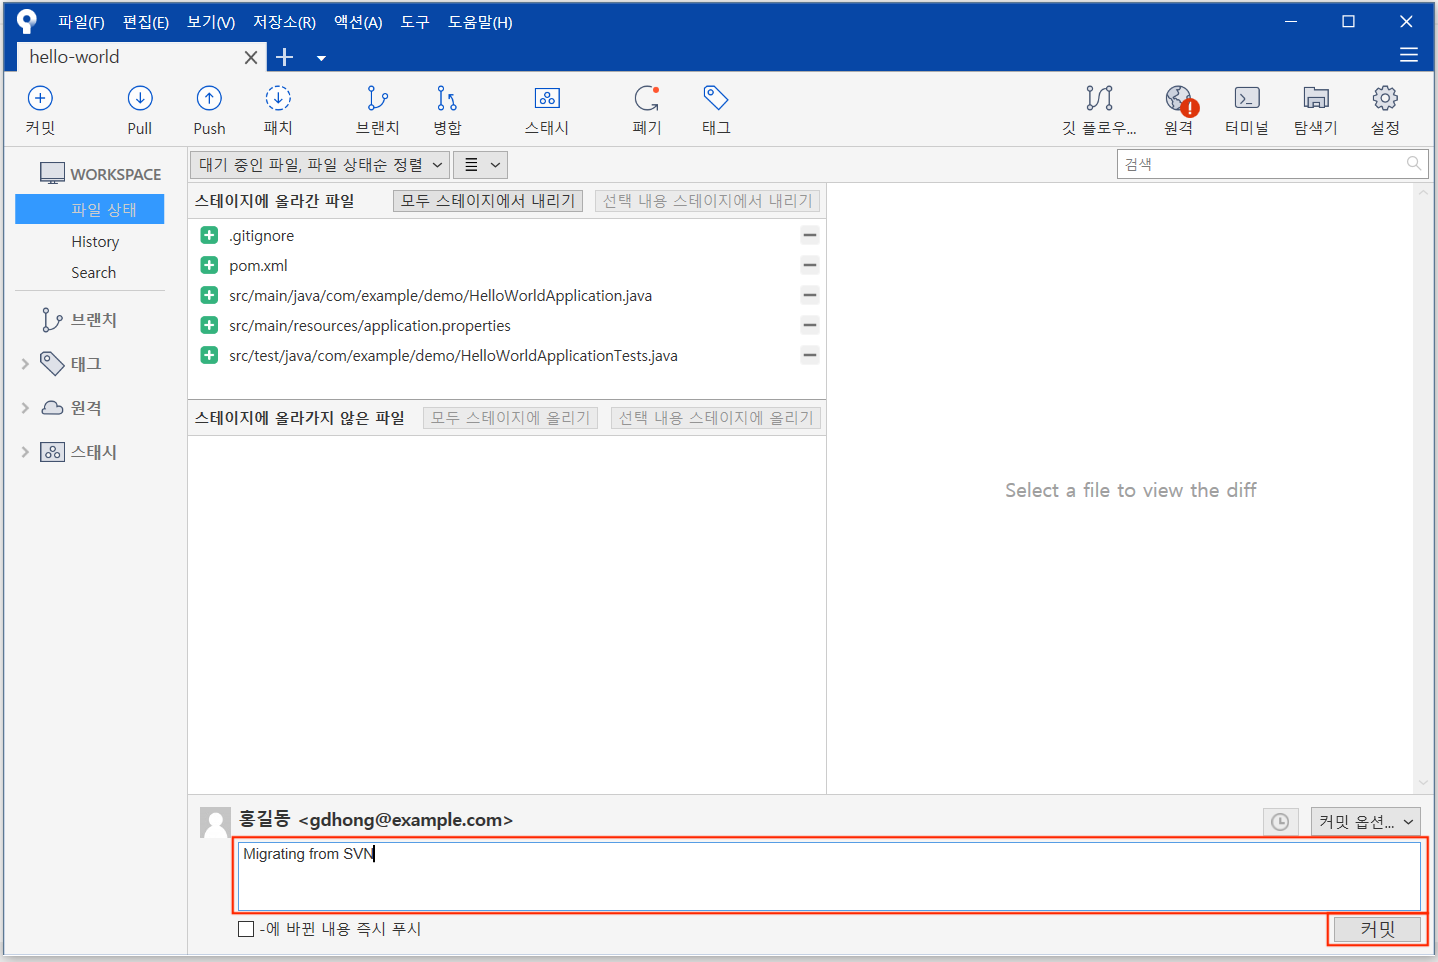 파일(F) 편집(E) 보기(V) 저장소(R) 액션(A) 도구 도움말(H)
hello-world
커밋 Pull Push 패치 브랜치 병합 스태시 폐기 태그 깃 플로우... 원격 터미널 탐색기 설정
WORKSPACE
파일 상태
History
Search
브랜치
태그
원격
스태시
대기 중인 파일, 파일 상태순 정렬
검색
스테이지에 올라간 파일 모두 스테이지에서 내리기 선택 내용 스테이지에서 내리기
.gitignore
pom.xml
src/main/java/com/example/demo/HelloWorldApplication.java
src/main/resources/application.properties
src/test/java/com/example/demo/HelloWorldApplicationTests.java
스테이지에 올라가지 않은 파일 모두 스테이지에 올리기 선택 내용 스테이지에 올리기
Select a file to view the diff
홍길동 <gdhong@example.com>
커밋 옵션...
Migrating from SVN
-에 바뀐 내용 즉시 푸시
커밋